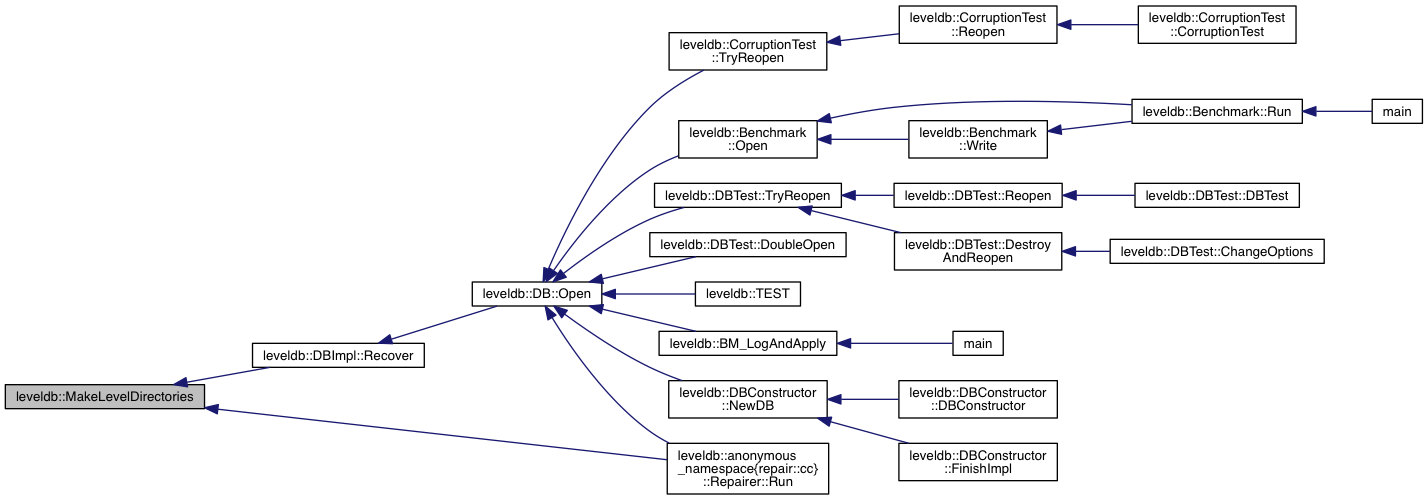 leveldb::MakeLevelDirectories
leveldb::DBImpl::Recover
leveldb::DB::Open
leveldb::CorruptionTest
::TryReopen
leveldb::CorruptionTest
::Reopen
leveldb::CorruptionTest
::CorruptionTest
leveldb::Benchmark
::Open
leveldb::Benchmark
::Write
leveldb::Benchmark::Run
main
leveldb::DBTest::TryReopen
leveldb::DBTest::Reopen
leveldb::DBTest::DBTest
leveldb::DBTest::Destroy
AndReopen
leveldb::DBTest::ChangeOptions
leveldb::DBTest::DoubleOpen
leveldb::TEST
leveldb::BM_LogAndApply
main
leveldb::DBConstructor
::NewDB
leveldb::DBConstructor
::DBConstructor
leveldb::DBConstructor
::FinishImpl
leveldb::anonymous
_namespace{repair::cc}
::Repairer::Run